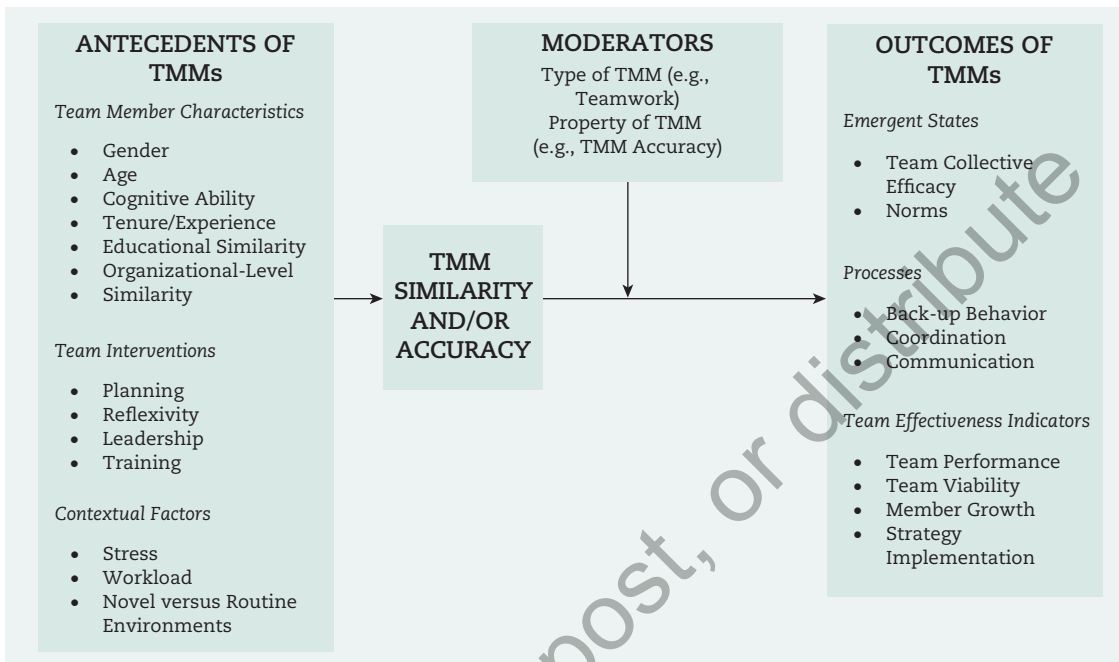 ANTECEDENTS OF
TMMs
Team Member Characteristics
• Gender
• Age
• Cognitive Ability
• Tenure/Experience
• Educational Similarity
• Organizational-Level
• Similarity
Team Interventions
• Planning
• Reflexivity
• Leadership
• Training
Contextual Factors
• Stress
• Workload
• Novel versus Routine
Environments
TMM
SIMILARITY
AND/OR
ACCURACY
MODERATORS
Type of TMM (e.g.,
Teamwork)
Property of TMM
(e.g., TMM Accuracy)
OUTCOMES OF
TMMs
Emergent States
• Team Collective
Efficacy
• Norms
Processes
• Back-up Behavior
• Coordination
• Communication
Team Effectiveness Indicators
• Team Performance
• Team Viability
• Member Growth
• Strategy
Implementation
post, or distribute